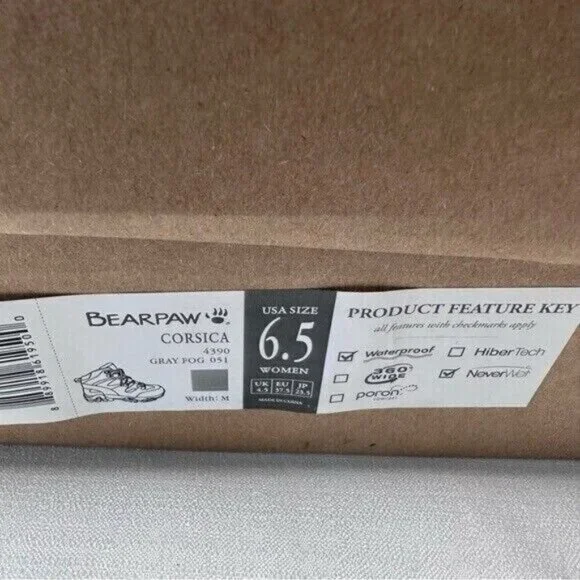 BEARPAW
CORSICA
4390
GRAY FOG 051
Width: M
USA SIZE
6.5
WOMEN
UK EU JP
4.5 37.5 23.5
MADE IN CHINA
PRODUCT FEATURE KEY
all features with checkmarks apply
Waterproof
HiberTech
360
WIDE
NeverWet
poron